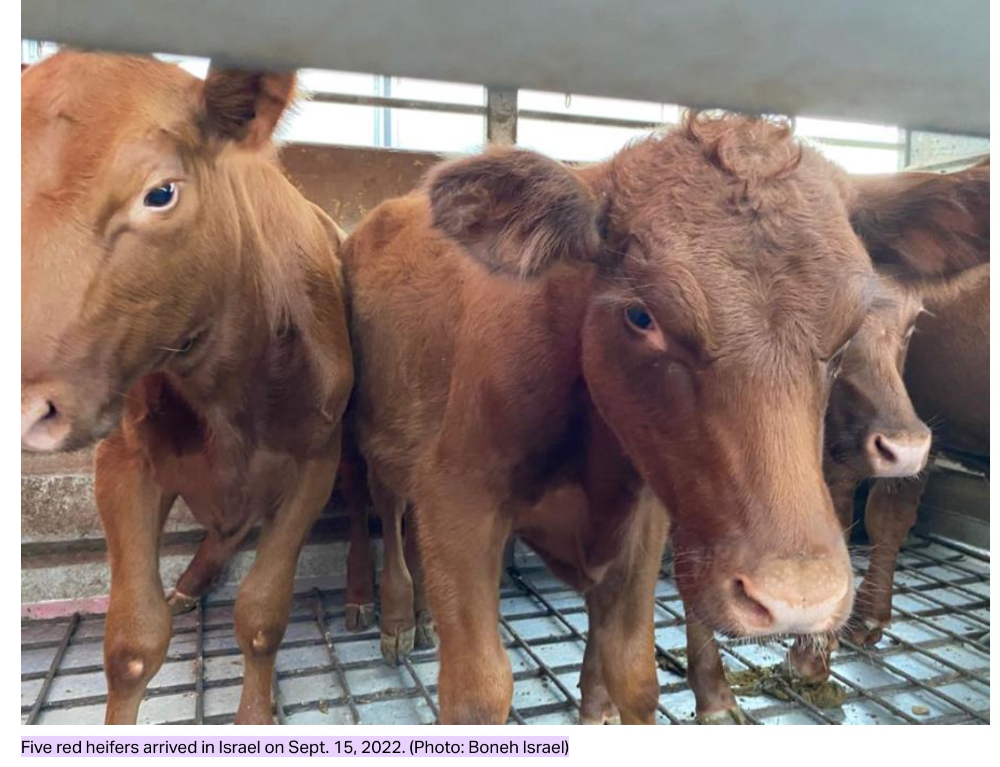 Five red heifers arrived in Israel on Sept. 15, 2022. (Photo: Boneh Israel)